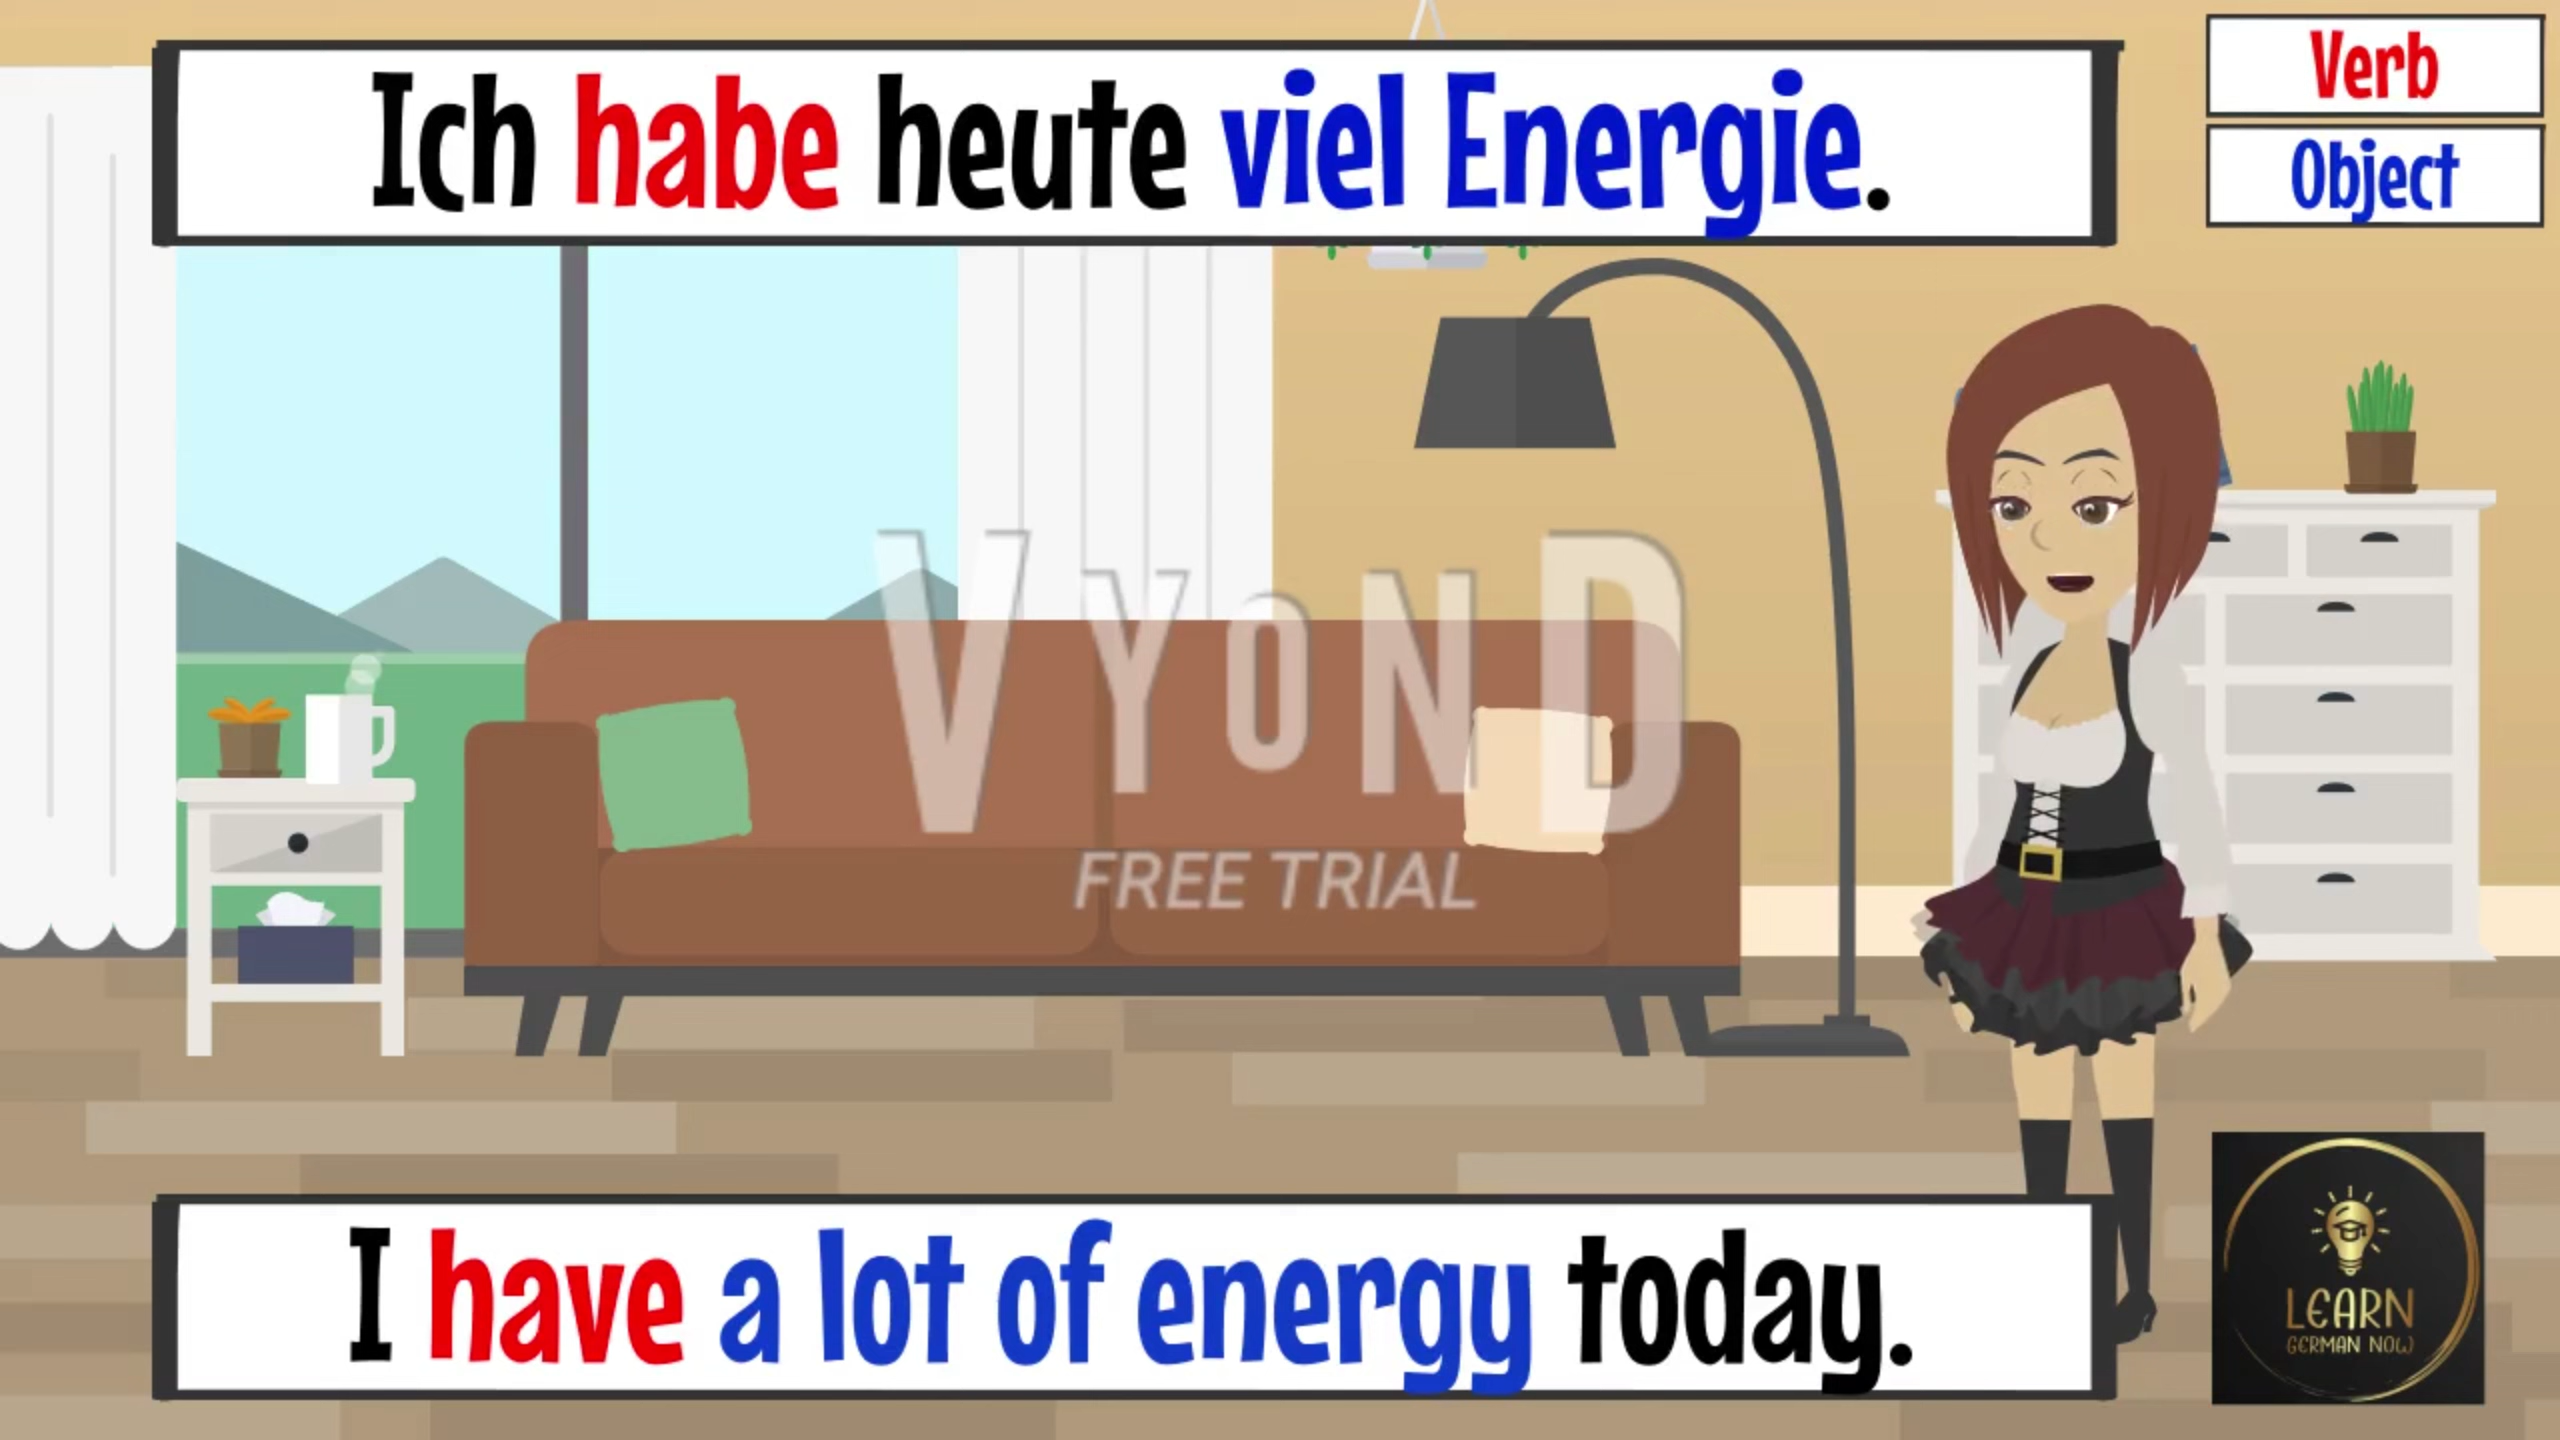 Ich habe heute viel Energie.
Verb
Object
VYOND
FREE TRIAL
I have a lot of energy today.
LEARN
GERMAN NOW